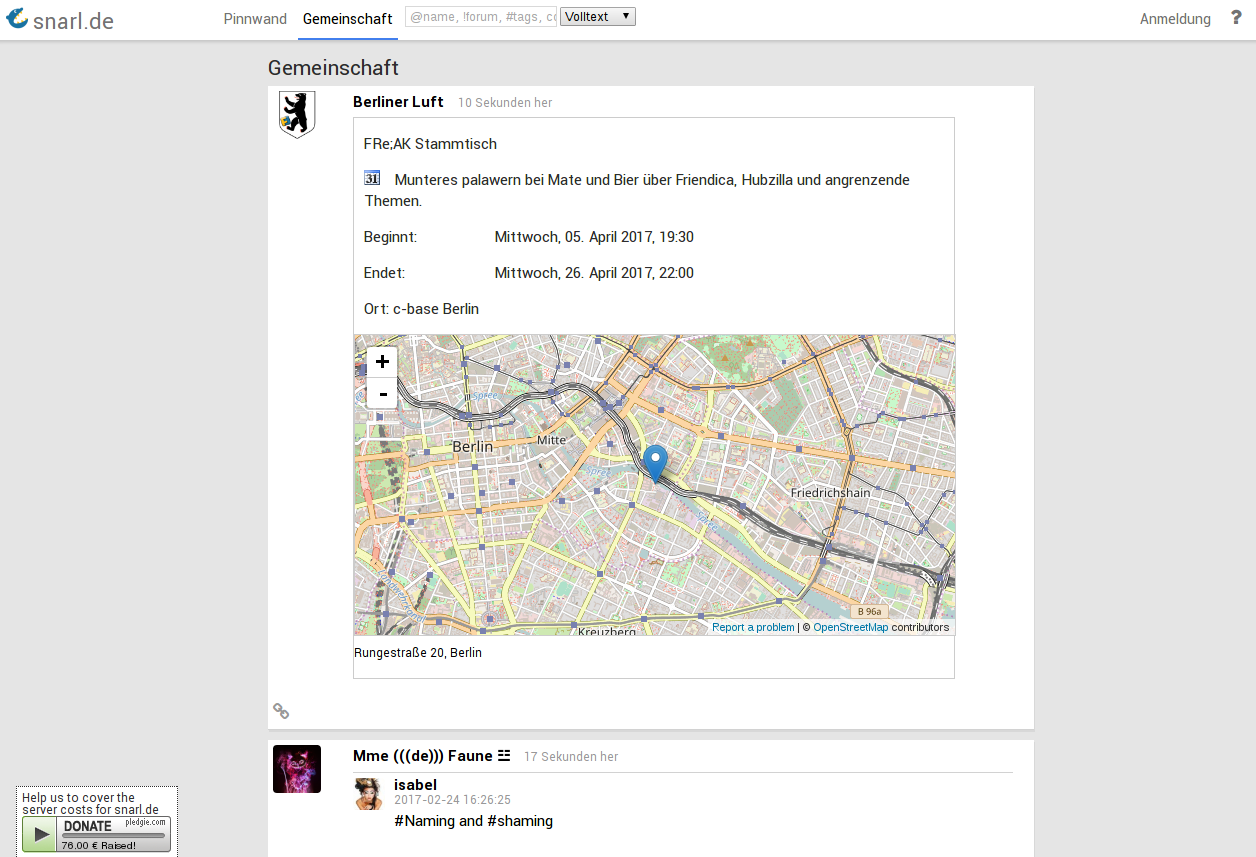 snarl.de
Pinnwand
Gemeinschaft
@name, !forum, #tags, co
Volltext
Anmeldung
?
Gemeinschaft
Berliner Luft
10 Sekunden her
FRe;AK Stammtisch
31
Munteres palawern bei Mate und Bier über Friendica, Hubzilla und angrenzende
Themen.
Beginnt: Mittwoch, 05. April 2017, 19:30
Endet: Mittwoch, 26. April 2017, 22:00
Ort: c-base Berlin
+
-
Spree
Berlin
Mitte
Spree
Friedrichshain
B 96a
Kreuzberg
Report a problem | © OpenStreetMap contributors
Rungestraße 20, Berlin
Mme (((de))) Faune ☳
17 Sekunden her
isabel
2017-02-24 16:26:25
#Naming and #shaming
Help us to cover the
server costs for snarl.de
DONATE
pledgie.com
76.00 € Raised!